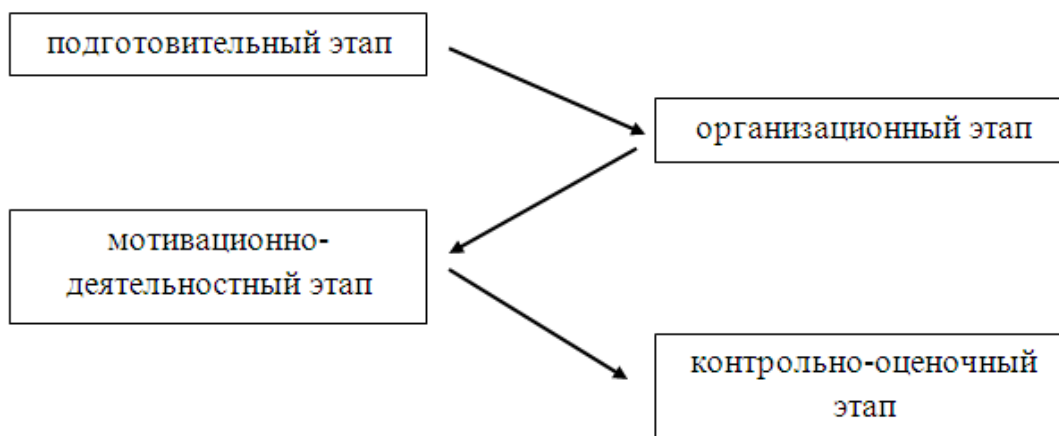 подготовительный этап
организационный этап
мотивационно-
деятельностный этап
контрольно-оценочный
этап